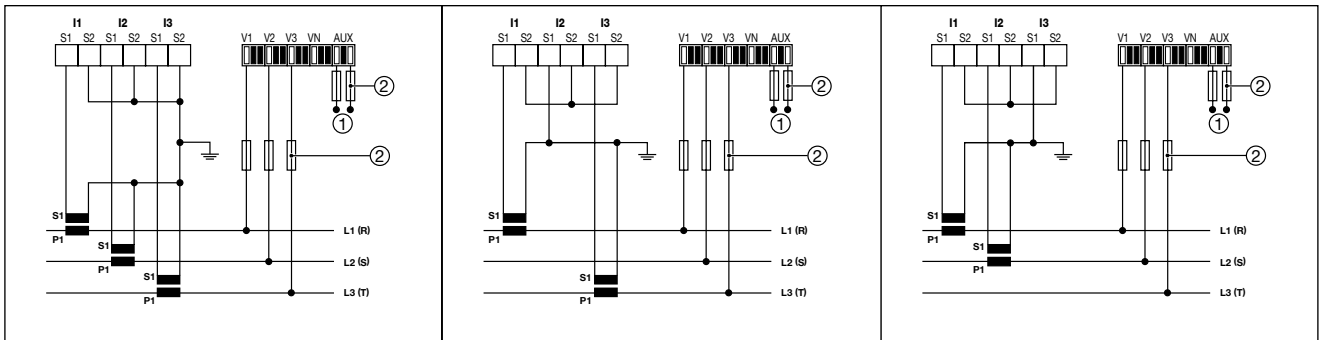 I1 I2 I3
S1 S2 S1 S2 S1 S2 V1 V2 V3 VN AUX
2
1
2
S1
P1 L1 (R)
S1
P1 L2 (S)
S1
P1 L3 (T)
I1 I2 I3
S1 S2 S1 S2 S1 S2 V1 V2 V3 VN AUX
2
1
2
S1
P1 L1 (R)
L2 (S)
S1
P1 L3 (T)
I1 I2 I3
S1 S2 S1 S2 S1 S2 V1 V2 V3 VN AUX
2
1
2
S1
P1 L1 (R)
S1
P1 L2 (S)
L3 (T)